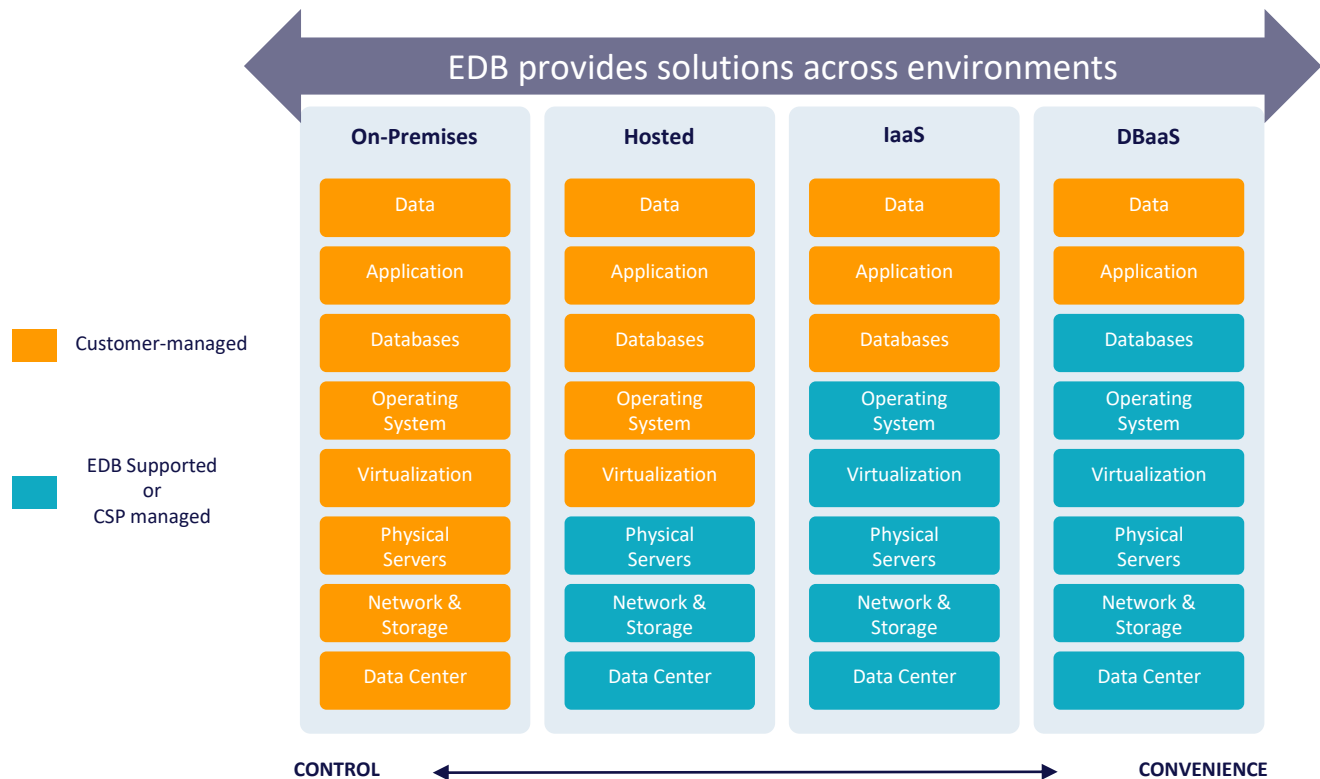 EDB provides solutions across environments
On-Premises
Data
Application
Databases
Operating
System
Virtualization
Physical
Servers
Network &
Storage
Data Center
Hosted
Data
Application
Databases
Operating
System
Virtualization
Physical
Servers
Network &
Storage
Data Center
IaaS
Data
Application
Databases
Operating
System
Virtualization
Physical
Servers
Network &
Storage
Data Center
DBaaS
Data
Application
Databases
Operating
System
Virtualization
Physical
Servers
Network &
Storage
Data Center
Customer-managed
EDB Supported
or
CSP managed
CONTROL
CONVENIENCE